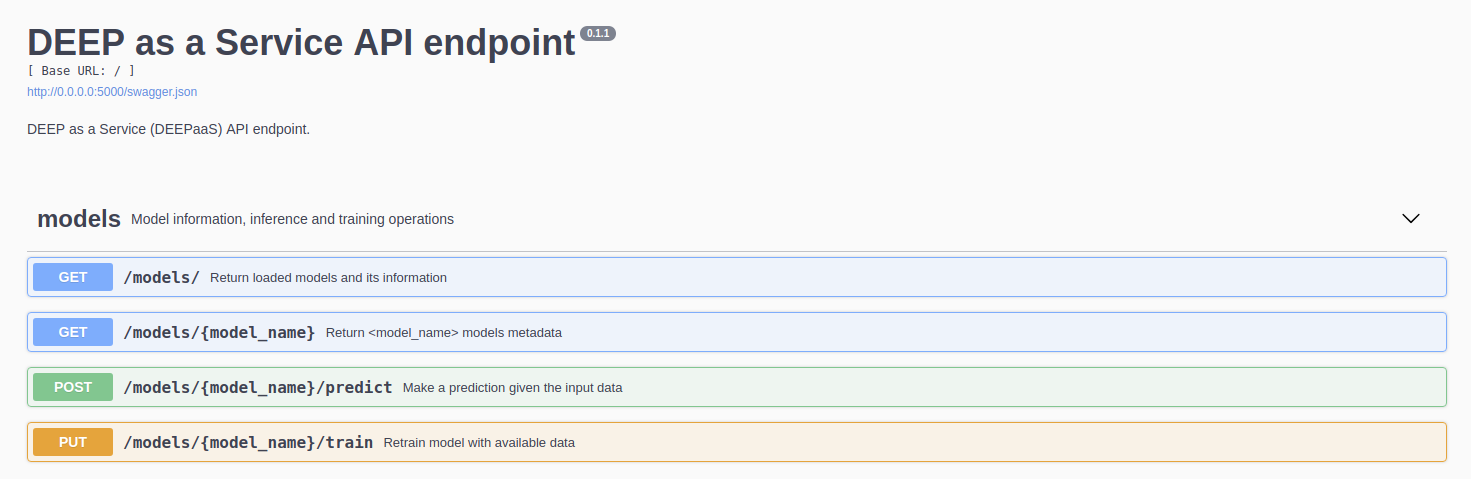 DEEP as a Service API endpoint 0.1.1
[ Base URL: / ]
http://0.0.0.0:5000/swagger.json
DEEP as a Service (DEEPaaS) API endpoint.
models Model information, inference and training operations
GET /models/ Return loaded models and its information
GET /models/{model_name} Return <model_name> models metadata
POST /models/{model_name}/predict Make a prediction given the input data
PUT /models/{model_name}/train Retrain model with available data